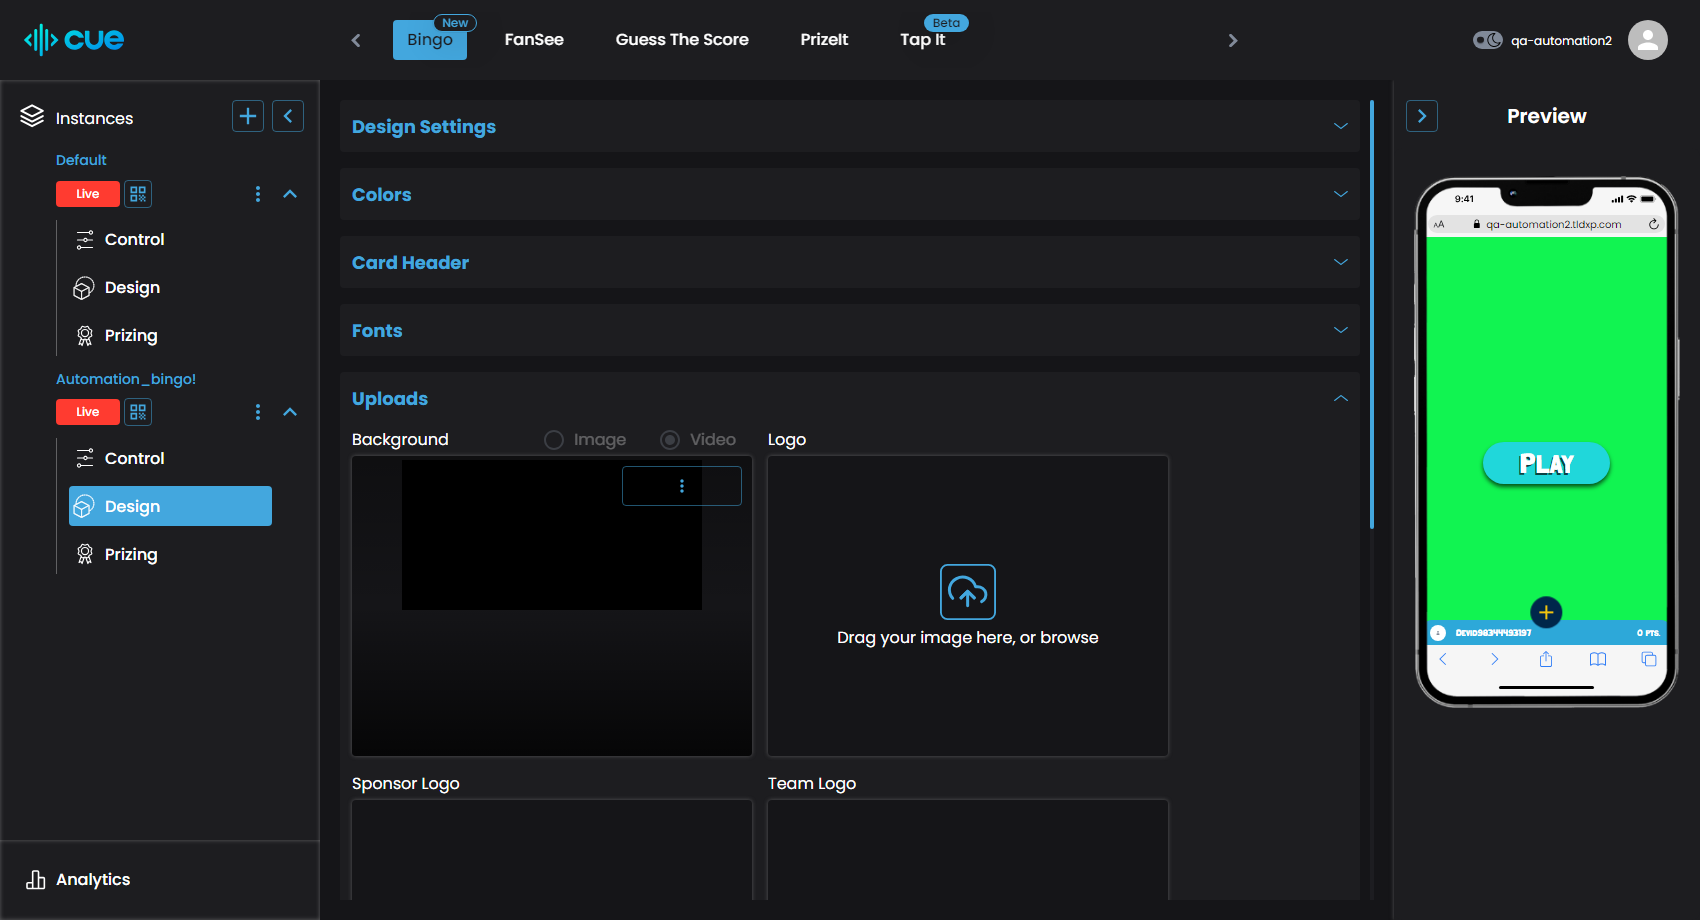 cue
Bingo
New
FanSee
Guess The Score
PrizeIt
Tap It
Beta
qa-automation2
Instances
Default
Live
Control
Design
Prizing
Automation_bingo!
Live
Control
Design
Prizing
Analytics
Design Settings
Colors
Card Header
Fonts
Uploads
Background
Image
Video
Logo
Drag your image here, or browse
Sponsor Logo
Team Logo
Preview
9:41
AA
qa-automation2.tldxp.com
PLAY
0 PTS.